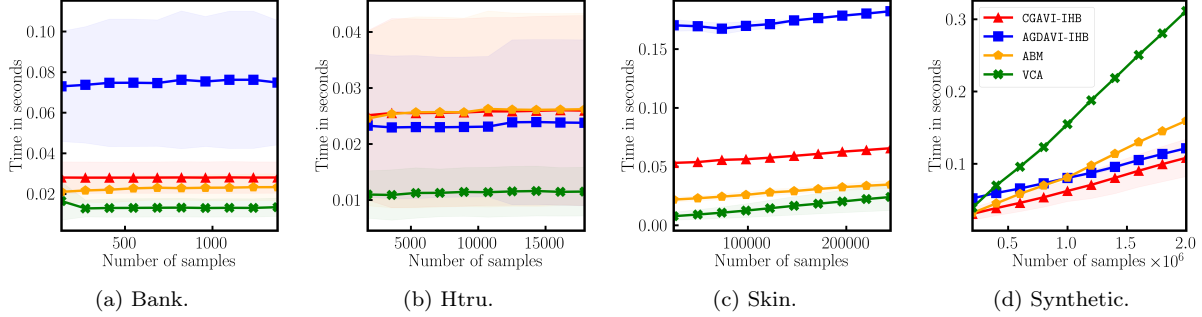 0.10
0.08
0.06
0.04
0.02
Time in seconds
500
1000
Number of samples
(a) Bank.
0.04
0.03
0.02
0.01
Time in seconds
5000
10000
15000
Number of samples
(b) Htru.
0.15
0.10
0.05
0.00
Time in seconds
100000
200000
Number of samples
(c) Skin.
0.3
0.2
0.1
Time in seconds
CGAVI-IHB
AGDAVI-IHB
ABM
VCA
0.5
1.0
1.5
2.0
Number of samples ×10⁶
(d) Synthetic.